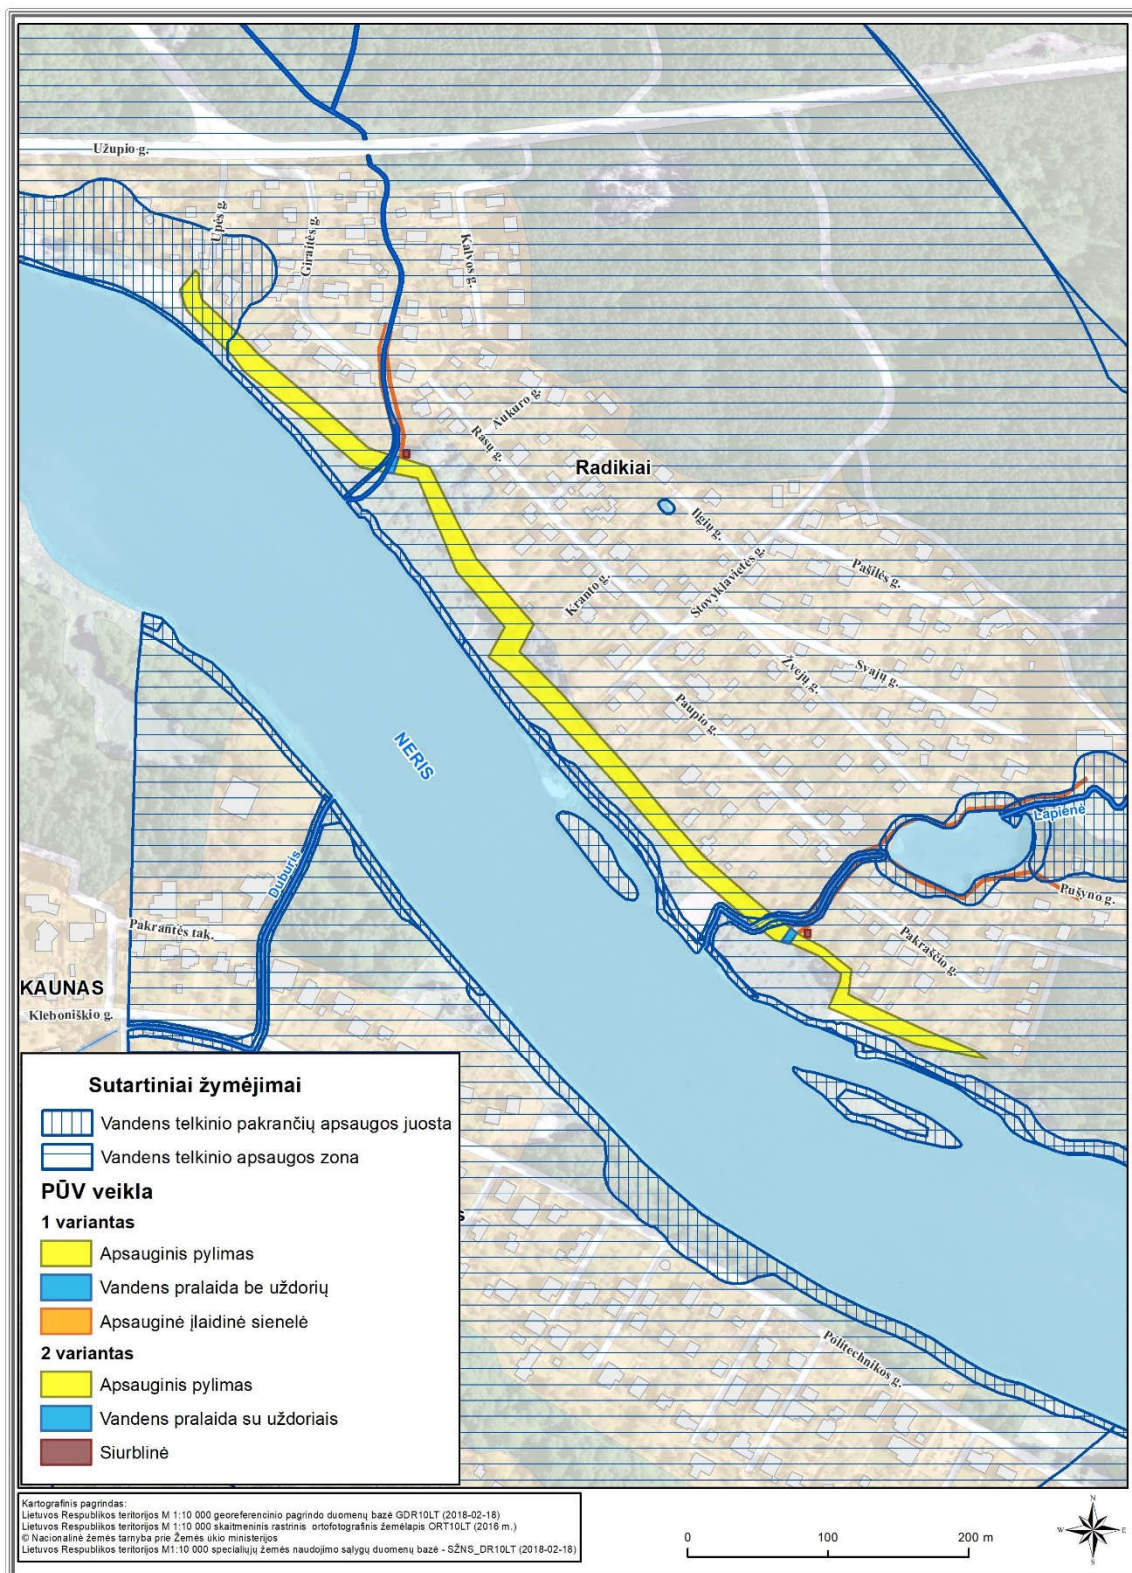 Užupio g.
Upės g.
Giraitės g.
Kalvos g.
Aukuro g.
Rasų g.
Radikiai
Ilgių g.
Pašilės g.
Stovyklavietės g.
Kranto g.
Svajų g.
Žvejų g.
Paupio g.
NERIS
Lapienė
Pušyno g.
Duburis
Pakrantės tak.
Pakraščio g.
KAUNAS
Kleboniškio g.
s
Politechnikos g.
Sutartiniai žymėjimai
Vandens telkinio pakrančių apsaugos juosta
Vandens telkinio apsaugos zona
PŪV veikla
1 variantas
Apsauginis pylimas
Vandens pralaida be uždorių
Apsauginė įlaidinė sienelė
2 variantas
Apsauginis pylimas
Vandens pralaida su uždoriais
Siurblinė
Kartografinis pagrindas:
Lietuvos Respublikos teritorijos M 1:10 000 georeferencinio pagrindo duomenų bazė GDR10LT (2018-02-18)
Lietuvos Respublikos teritorijos M 1:10 000 skaitmeninis rastrinis ortofotografinis žemėlapis ORT10LT (2016 m.)
© Nacionalinė žemės tarnyba prie Žemės ūkio ministerijos
Lietuvos Respublikos teritorijos M1:10 000 specialiųjų žemės naudojimo sąlygų duomenų bazė - SŽNS_DR10LT (2018-02-18)
0 100 200 m
N
W E
S